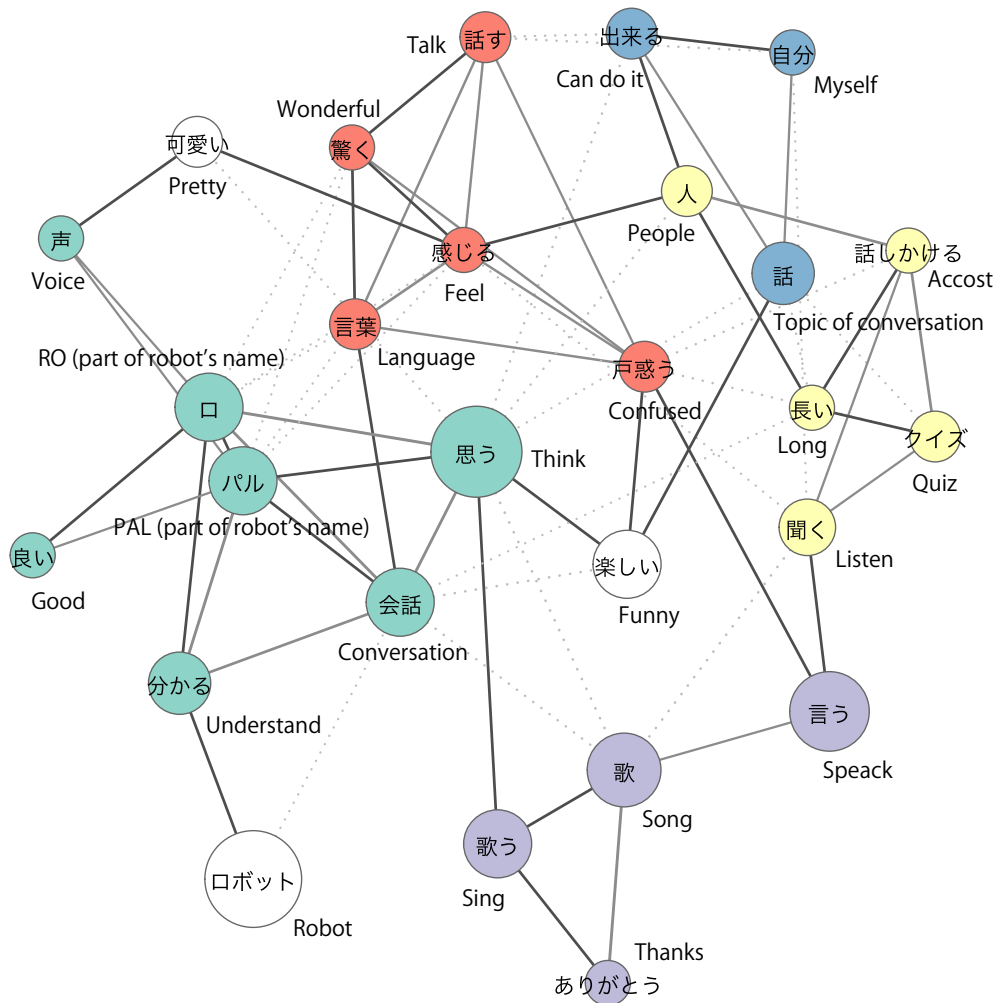 話す
Talk
出来る
Can do it
自分
Myself
Wonderful
驚く
可愛い
Pretty
人
People
声
Voice
感じる
Feel
話しかける
Accost
話
Topic of conversation
言葉
Language
RO (part of robot's name)
ロ
戸惑う
Confused
長い
Long
クイズ
Quiz
思う
Think
パル
PAL (part of robot's name)
聞く
Listen
良い
Good
楽しい
Funny
会話
Conversation
分かる
Understand
言う
Speack
歌
Song
歌う
Sing
ロボット
Robot
Thanks
ありがとう